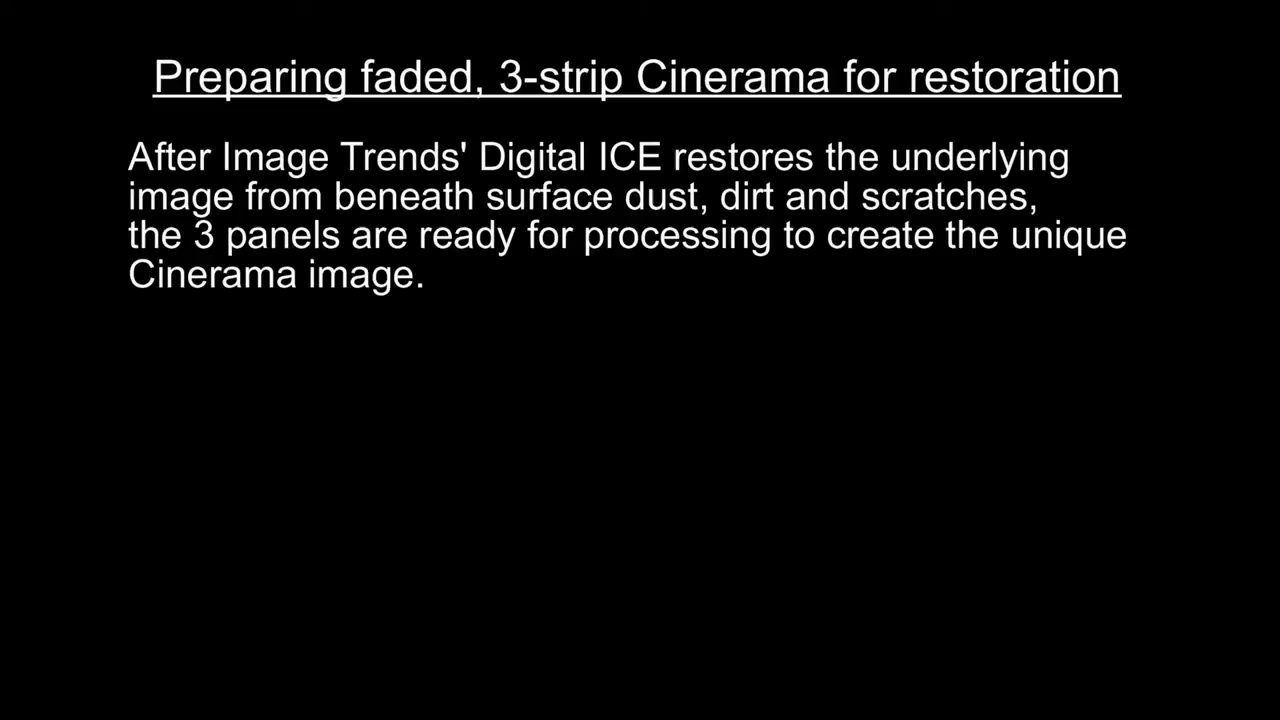 Preparing faded, 3-strip Cinerama for restoration
After Image Trends' Digital ICE restores the underlying
image from beneath surface dust, dirt and scratches,
the 3 panels are ready for processing to create the unique
Cinerama image.